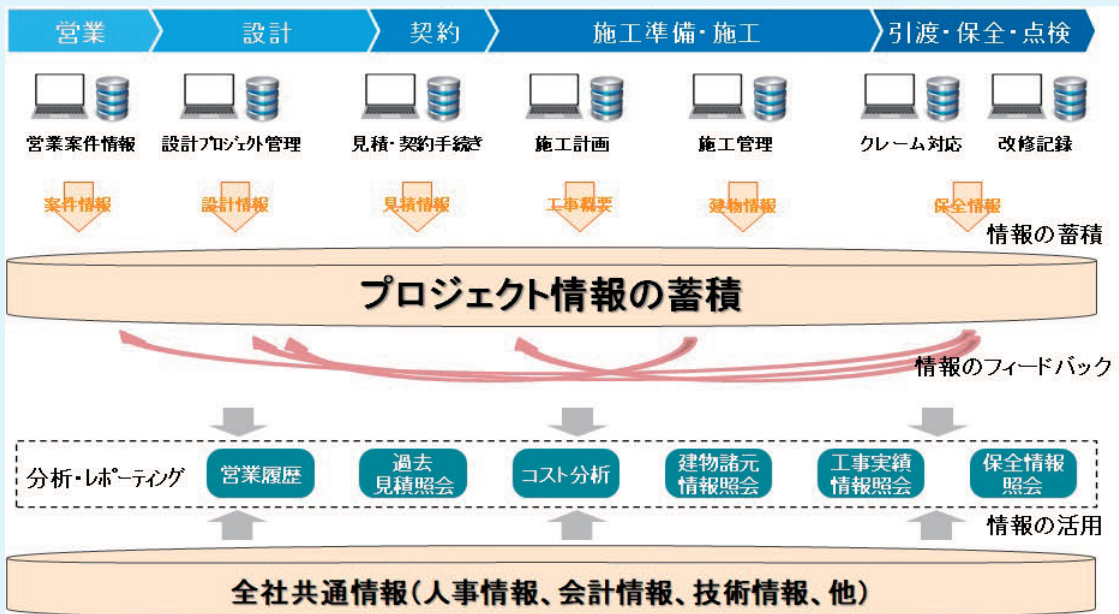 営業
設計
契約
施工準備・施工
引渡・保全・点検
営業案件情報
設計プロジェクト管理
見積・契約手続き
施工計画
施工管理
クレーム対応
改修記録
案件情報
設計情報
見積情報
工事概要
建物情報
保全情報
情報の蓄積
プロジェクト情報の蓄積
情報のフィードバック
分析・レポーティング
営業履歴
過去
見積照会
コスト分析
建物諸元
情報照会
工事実績
情報照会
保全情報
照会
情報の活用
全社共通情報(人事情報、会計情報、技術情報、他)